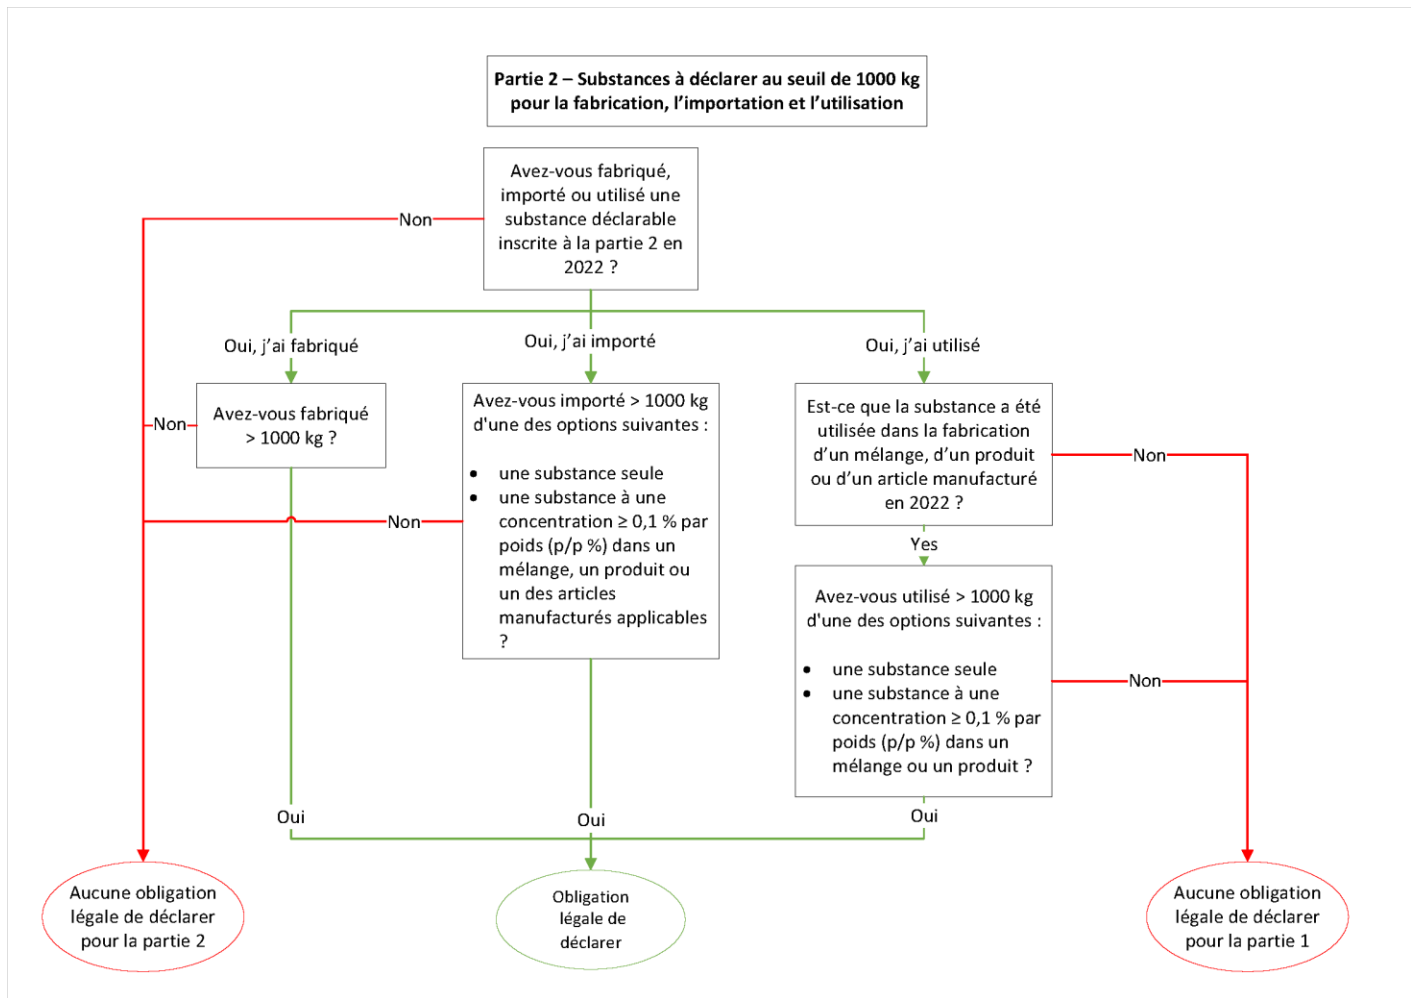 Partie 2 – Substances à déclarer au seuil de 1000 kg
pour la fabrication, l’importation et l’utilisation
Avez-vous fabriqué,
importé ou utilisé une
substance déclarable
inscrite à la partie 2 en
2022 ?
Non
Oui, j’ai fabriqué
Oui, j’ai importé
Oui, j’ai utilisé
Avez-vous fabriqué
> 1000 kg ?
Non
Avez-vous importé > 1000 kg
d'une des options suivantes :
• une substance seule
• une substance à une
concentration ≥ 0,1 % par
poids (p/p %) dans un
mélange, un produit ou
un des articles
manufacturés applicables
?
Non
Est-ce que la substance a été
utilisée dans la fabrication
d’un mélange, d’un produit
ou d’un article manufacturé
en 2022 ?
Non
Yes
Avez-vous utilisé > 1000 kg
d'une des options suivantes :
• une substance seule
• une substance à une
concentration ≥ 0,1 % par
poids (p/p %) dans un
mélange ou un produit ?
Non
Oui
Oui
Oui
Aucune obligation
légale de déclarer
pour la partie 2
Obligation
légale de
déclarer
Aucune obligation
légale de déclarer
pour la partie 1